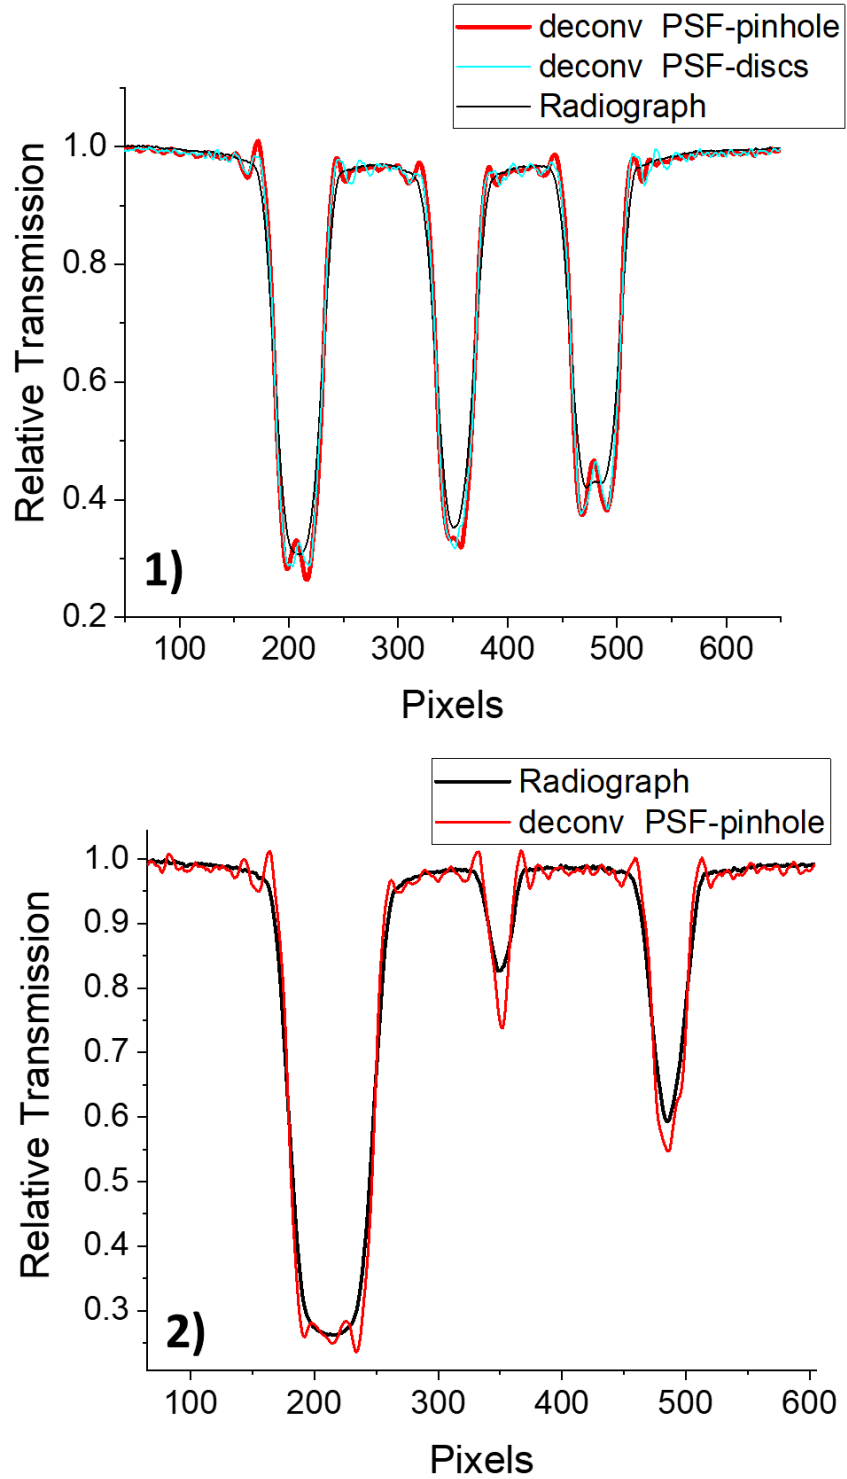 deconv PSF-pinhole
deconv PSF-discs
Radiograph
1.0
0.8
0.6
0.4
0.2
Relative Transmission
1)
100 200 300 400 500 600
Pixels
Radiograph
deconv PSF-pinhole
1.0
0.9
0.8
0.7
0.6
0.5
0.4
0.3
Relative Transmission
2)
100 200 300 400 500 600
Pixels